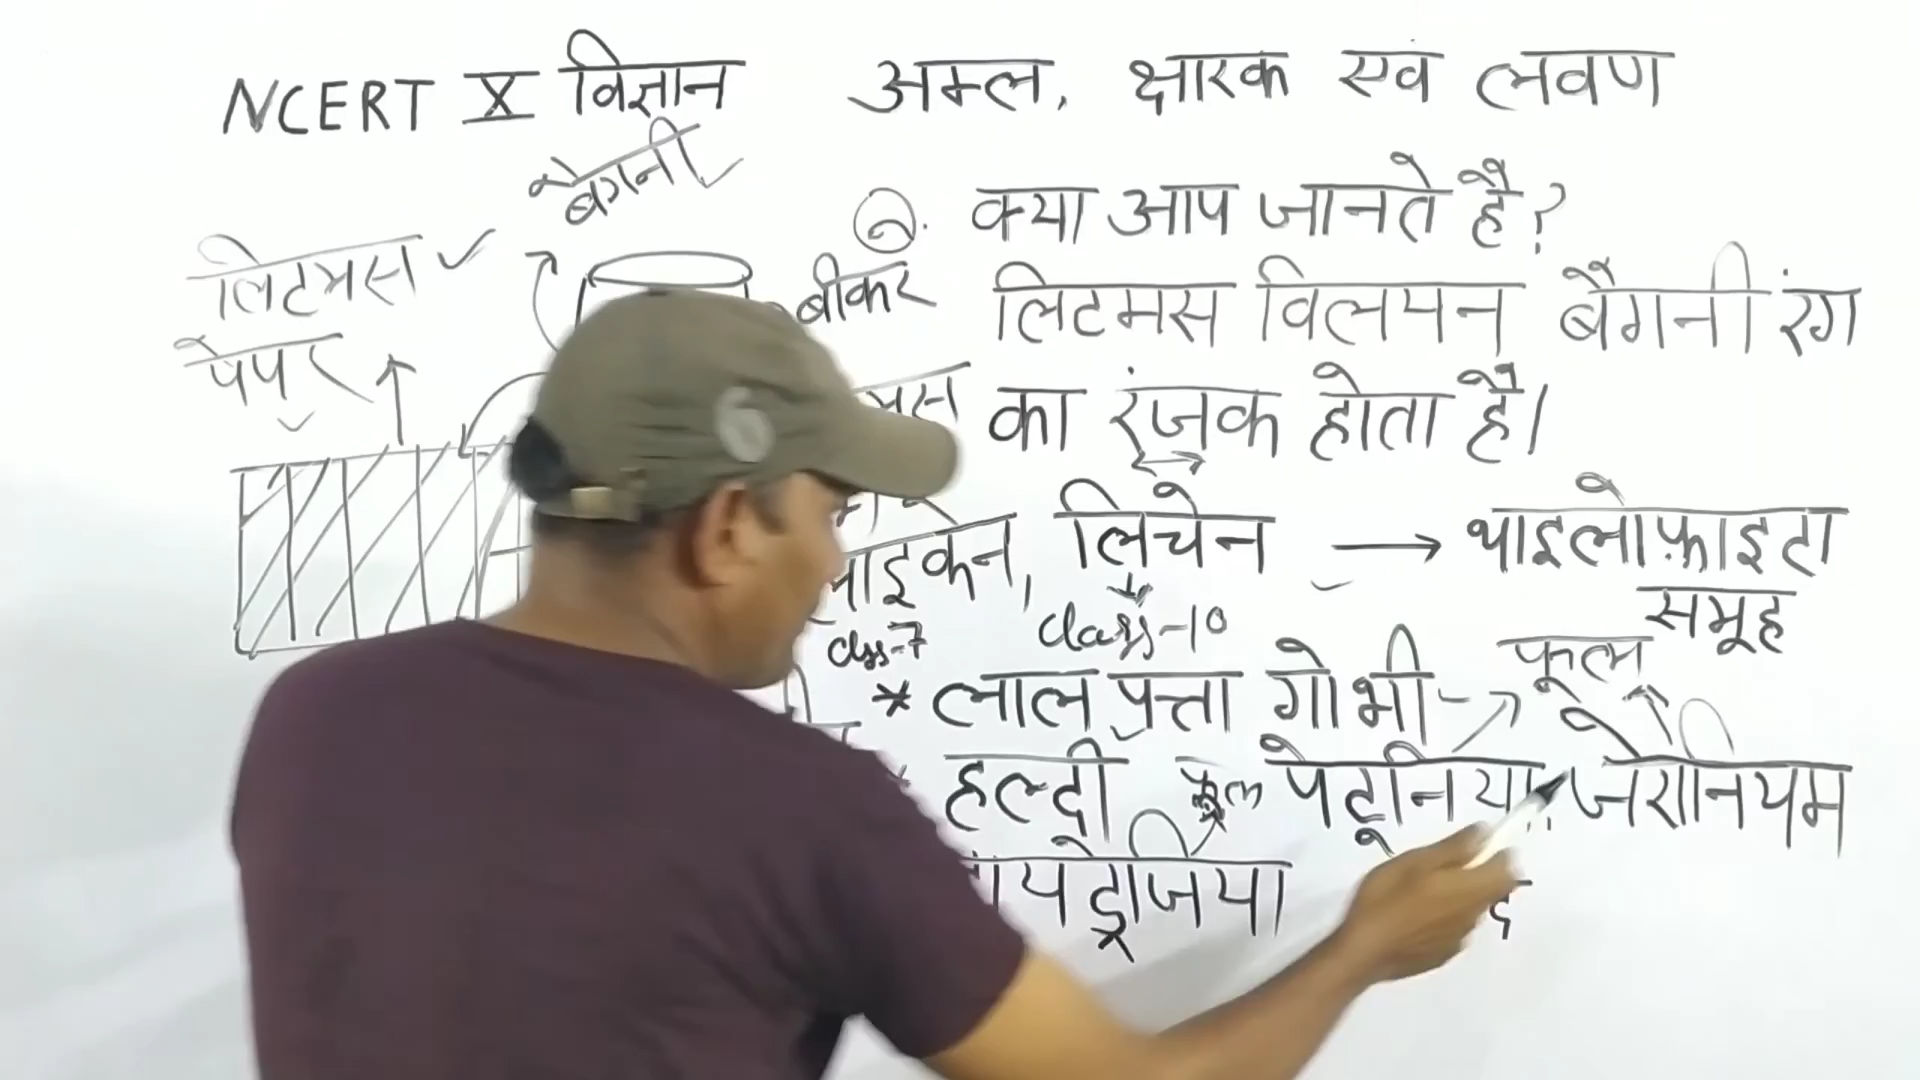 NCERT X विज्ञान अम्ल, क्षारक एवं लवण
बैगनी
Q. क्या आप जानते है?
लिटमस
पेपर
बीकर
लिटमस विलयन बैगनी रंग
का रंजक होता है।
लिचेन → थाइलोफ़ाइटा
समूह
class-7
class-10
* लाल पत्ता गोभी
फूल
हल्दी
फूल
पेटूनिया, जेरानियम